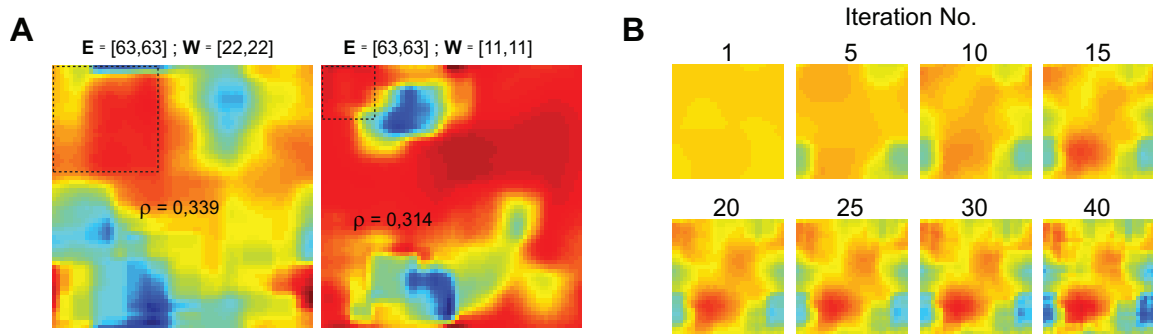 A
E = [63,63] ; W = [22,22]
E = [63,63] ; W = [11,11]
ρ = 0,339
ρ = 0,314
B
Iteration No.
1 5 10 15
20 25 30 40